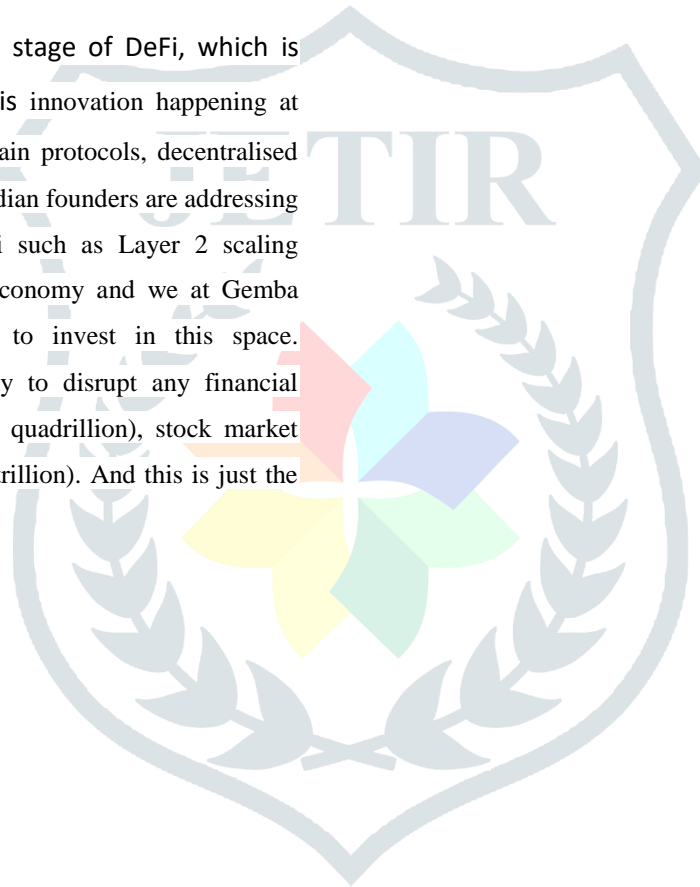 stage of DeFi, which is
is innovation happening at
ain protocols, decentralised
JETIR
dian founders are addressing
i such as Layer 2 scaling
economy and we at Gemba
to invest in this space.
y to disrupt any financial
quadrillion), stock market
rillion). And this is just the